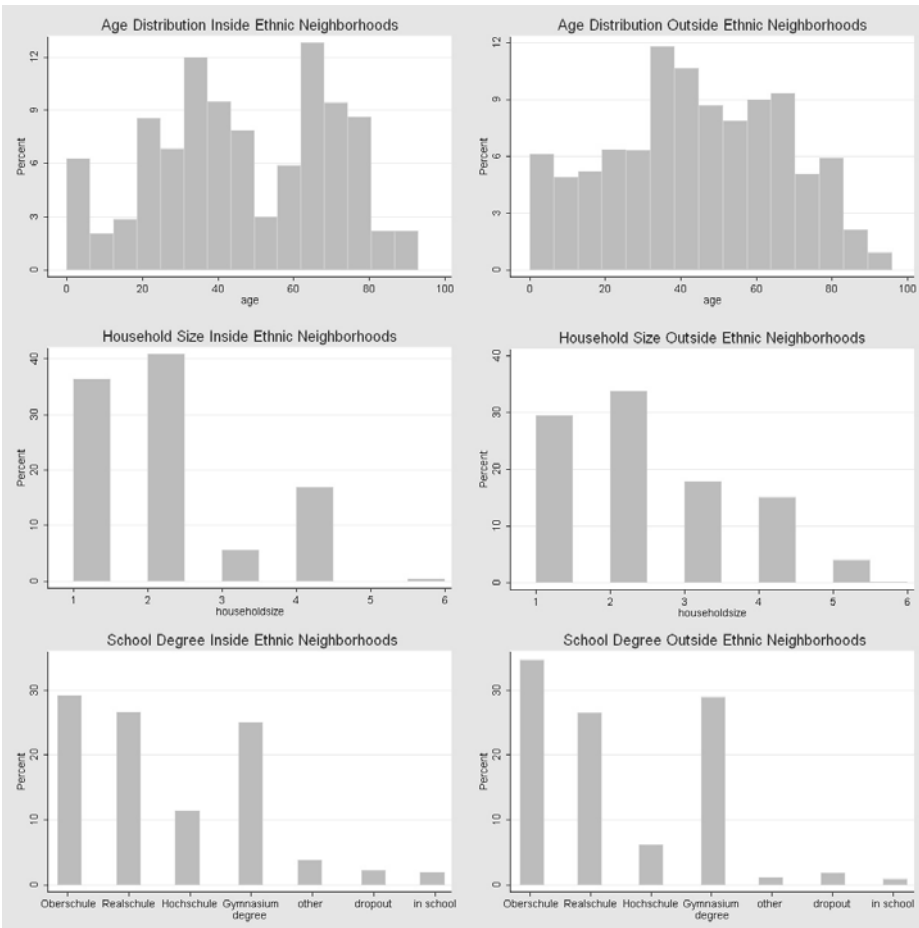 Age Distribution Inside Ethnic Neighborhoods
Percent
12
9
6
3
0
0 20 40 60 80 100
age
Age Distribution Outside Ethnic Neighborhoods
Percent
12
9
6
3
0
0 20 40 60 80 100
age
Household Size Inside Ethnic Neighborhoods
Percent
40
30
20
10
0
1 2 3 4 5 6
householdsize
Household Size Outside Ethnic Neighborhoods
Percent
40
30
20
10
0
1 2 3 4 5 6
householdsize
School Degree Inside Ethnic Neighborhoods
Percent
30
20
10
0
Oberschule Realschule Hochschule Gymnasium other dropout in school
degree
School Degree Outside Ethnic Neighborhoods
Percent
30
20
10
0
Oberschule Realschule Hochschule Gymnasium other dropout in school
degree